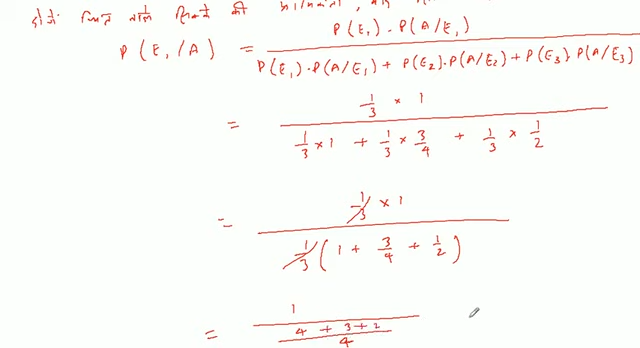 P(E₁/A) = P(E₁) . P(A/E₁) / P(E₁) . P(A/E₁) + P(E₂) . P(A/E₂) + P(E₃) P(A/E₃)
= 1/3 × 1 / 1/3 × 1 + 1/3 × 3/4 + 1/3 × 1/2
= 1/3 × 1 / 1/3 ( 1 + 3/4 + 1/2 )
= 1 / 4 + 3 + 2 / 4